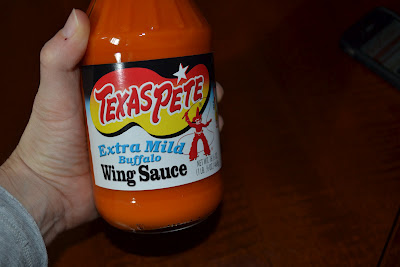 TEXAS PETE
Extra Mild
Buffalo
Wing Sauce